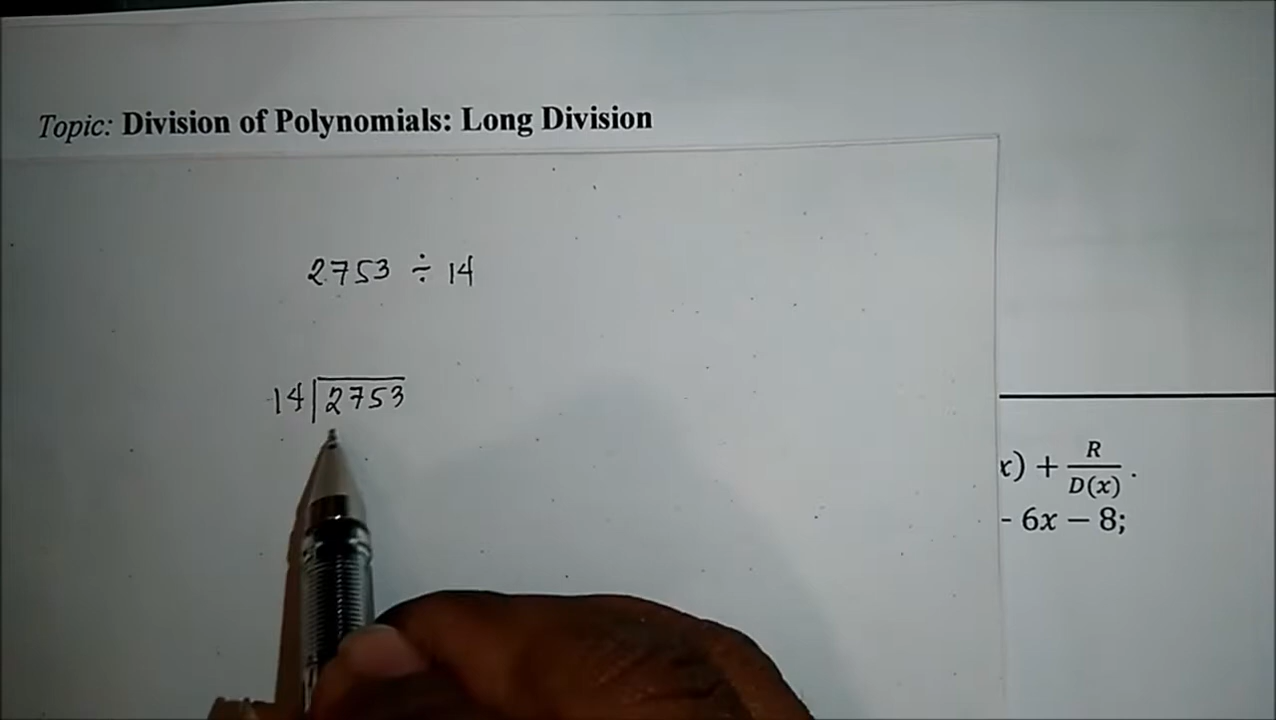 Topic: Division of Polynomials: Long Division
2753 ÷ 14
14 2753
) + R
D(x) .
- 6x − 8;